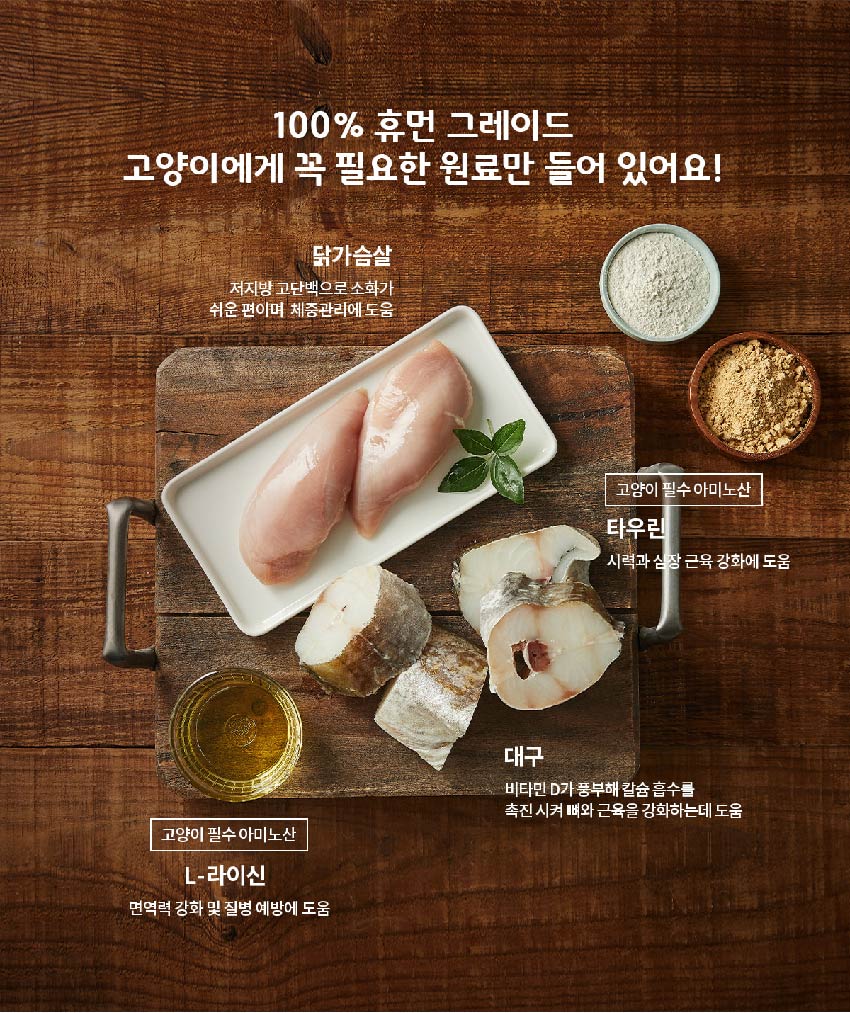 100% 휴먼 그레이드
고양이에게 꼭 필요한 원료만 들어 있어요!
닭가슴살
저지방 고단백으로 소화가
쉬운 편이며 체중관리에 도움
고양이 필수 아미노산
타우린
시력과 심장 근육 강화에 도움
대구
비타민 D가 풍부해 칼슘 흡수를
촉진 시켜 뼈와 근육을 강화하는데 도움
고양이 필수 아미노산
L-라이신
면역력 강화 및 질병 예방에 도움